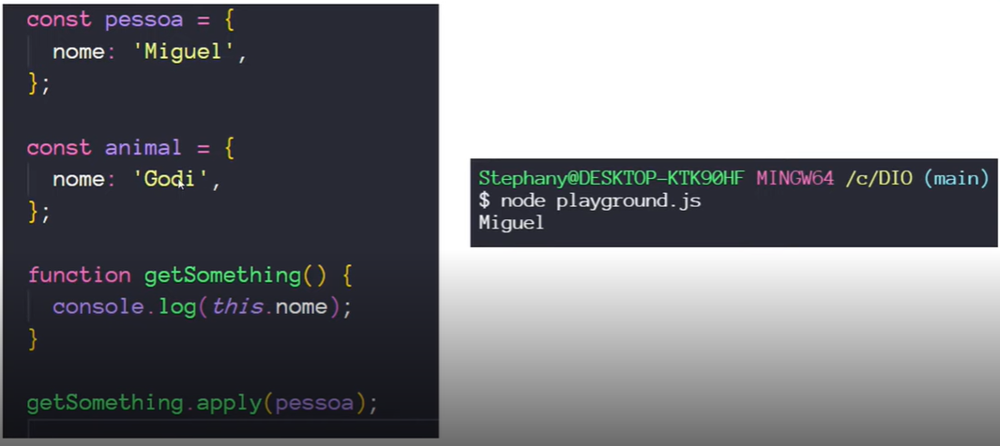 const pessoa = {
nome: 'Miguel',
};
const animal = {
nome: 'Godi',
};
function getSomething() {
console.log(this.nome);
}
getSomething.apply(pessoa);
Stephany@DESKTOP-KTK90HF MINGW64 /c/DIO (main)
$ node playground.js
Miguel